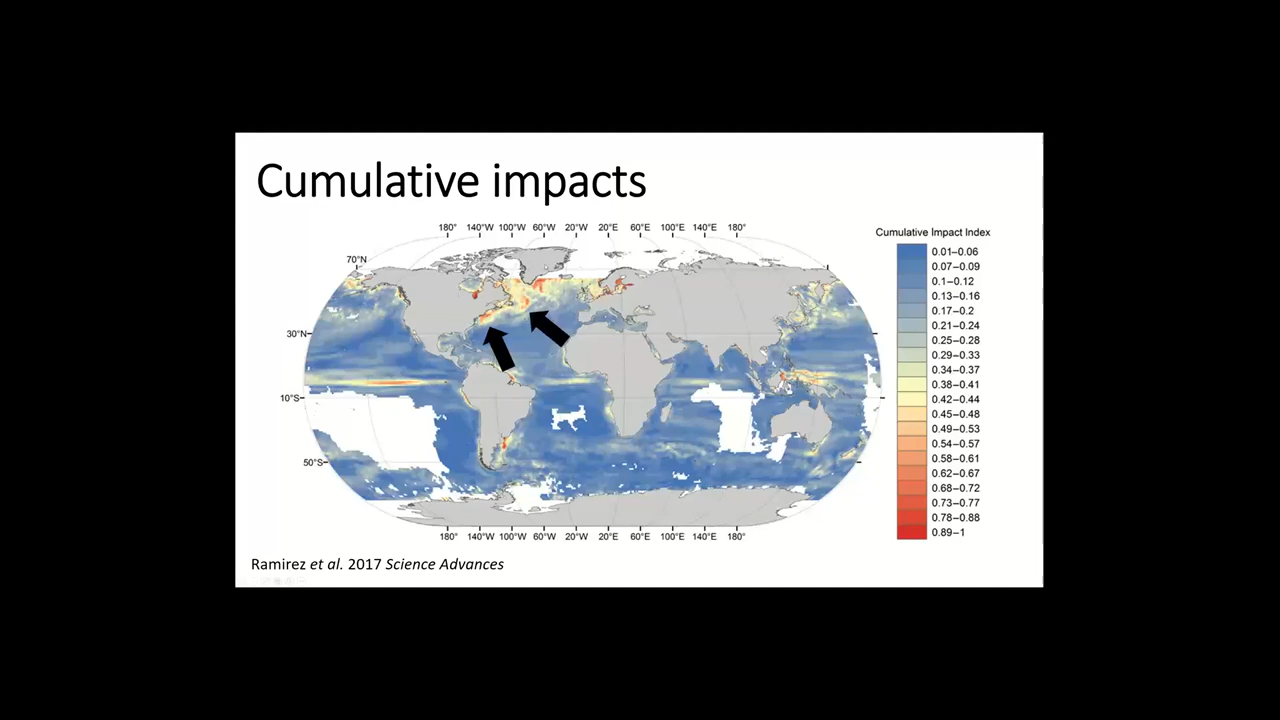 Cumulative impacts
180° 140°W 100°W 60°W 20°W 20°E 60°E 100°E 140°E 180°
70°N
30°N
10°S
50°S
180° 140°W 100°W 60°W 20°W 20°E 60°E 100°E 140°E 180°
Cumulative Impact Index
0.01–0.06
0.07–0.09
0.1–0.12
0.13–0.16
0.17–0.2
0.21–0.24
0.25–0.28
0.29–0.33
0.34–0.37
0.38–0.41
0.42–0.44
0.45–0.48
0.49–0.53
0.54–0.57
0.58–0.61
0.62–0.67
0.68–0.72
0.73–0.77
0.78–0.88
0.89–1
Ramirez et al. 2017 Science Advances